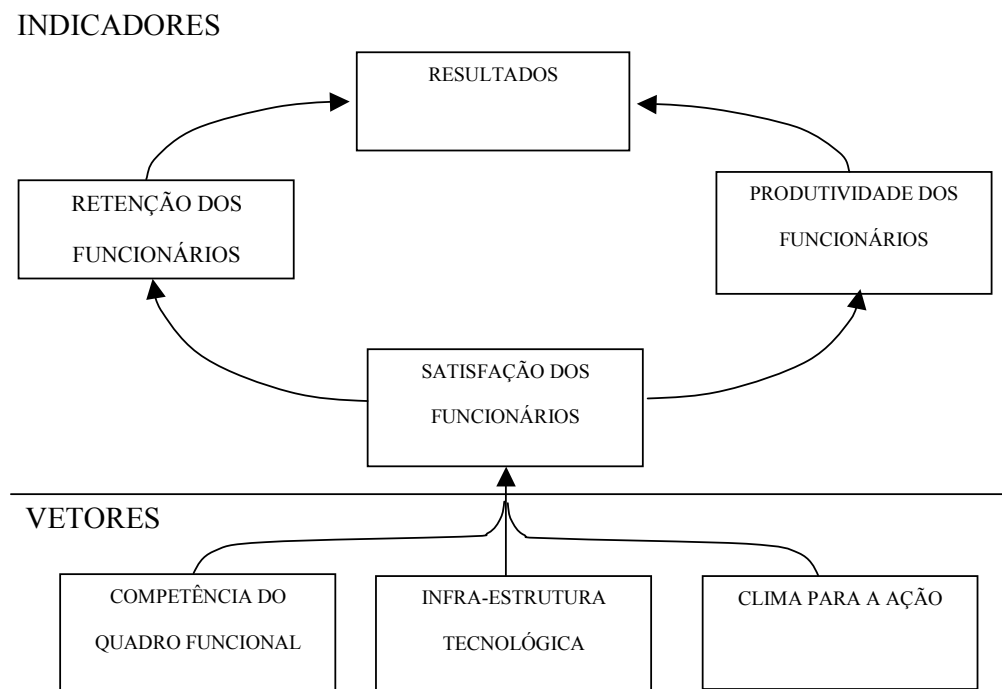 INDICADORES
RESULTADOS
RETENÇÃO DOS
FUNCIONÁRIOS
PRODUTIVIDADE DOS
FUNCIONÁRIOS
SATISFAÇÃO DOS
FUNCIONÁRIOS
VETORES
COMPETÊNCIA DO
QUADRO FUNCIONAL
INFRA-ESTRUTURA
TECNOLÓGICA
CLIMA PARA A AÇÃO